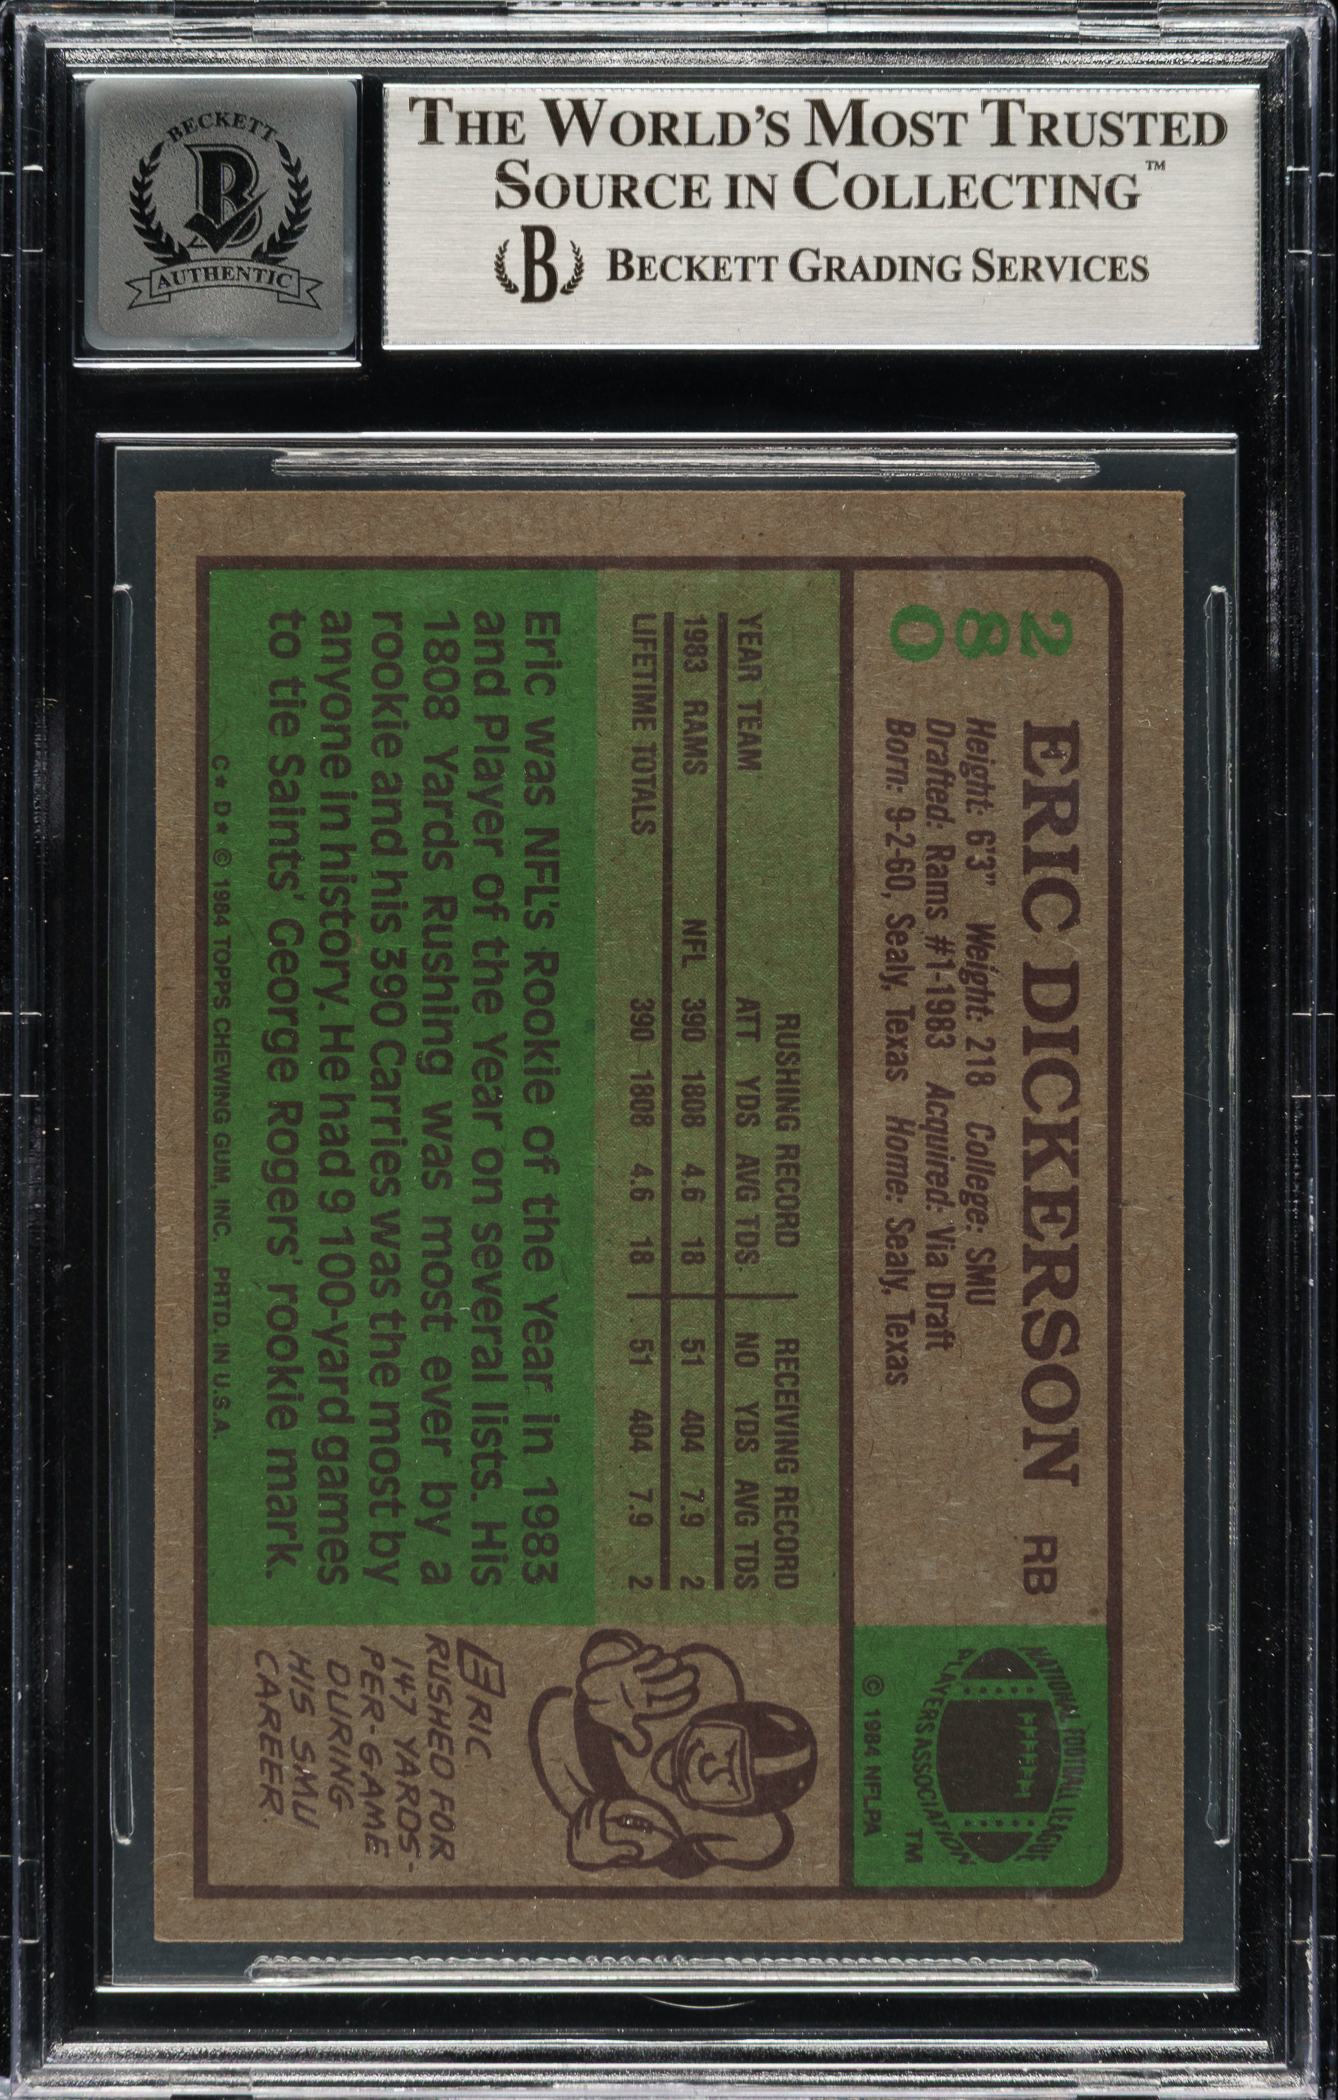 BECKETT
B
AUTHENTIC
THE WORLD'S MOST TRUSTED
SOURCE IN COLLECTING™
B BECKETT GRADING SERVICES
280
ERIC DICKERSON RB
Height: 6'3" Weight: 218 College: SMU
Drafted: Rams #1-1983 Acquired: Via Draft
Born: 9-2-60, Sealy, Texas Home: Sealy, Texas
NATIONAL FOOTBALL LEAGUE
PLAYERS ASSOCIATION
TM
© 1984 NFLPA
RUSHING RECORD RECEIVING RECORD
YEAR TEAM ATT YDS AVG TDS. NO YDS AVG TDS
1983 RAMS NFL 390 1808 4.6 18 51 404 7.9 2
LIFETIME TOTALS 390 1808 4.6 18 51 404 7.9 2
Eric was NFL's Rookie of the Year in 1983
and Player of the Year on several lists. His
1808 Yards Rushing was most ever by a
rookie and his 390 Carries was the most by
anyone in history. He had 9 100-yard games
to tie Saints' George Rogers' rookie mark.
C* D* © 1984 TOPPS CHEWING GUM, INC. PRTD. IN U.S.A.
ERIC
RUSHED FOR
147 YARDS-
PER-GAME
DURING
HIS SMU
CAREER.